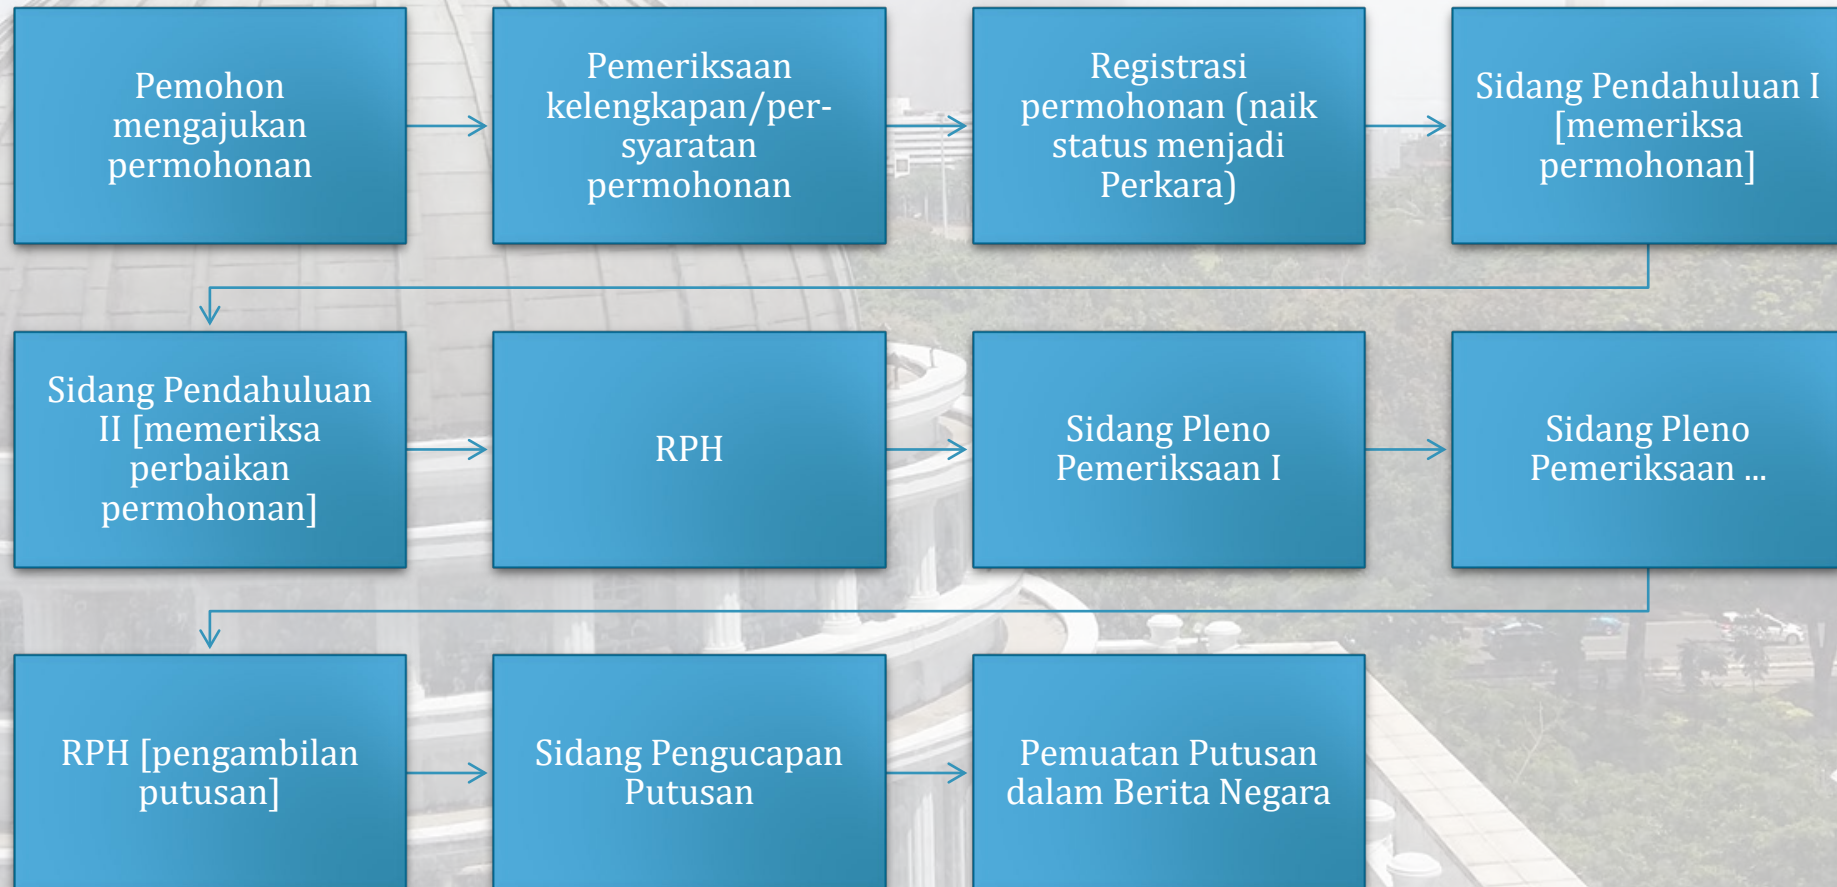 Pemohon
mengajukan
permohonan
Pemeriksaan
kelengkapan/per-
syaratan
permohonan
Registrasi
permohonan (naik
status menjadi
Perkara)
Sidang Pendahuluan I
[memeriksa
permohonan]
Sidang Pendahuluan
II [memeriksa
perbaikan
permohonan]
RPH
Sidang Pleno
Pemeriksaan I
Sidang Pleno
Pemeriksaan ...
RPH [pengambilan
putusan]
Sidang Pengucapan
Putusan
Pemuatan Putusan
dalam Berita Negara